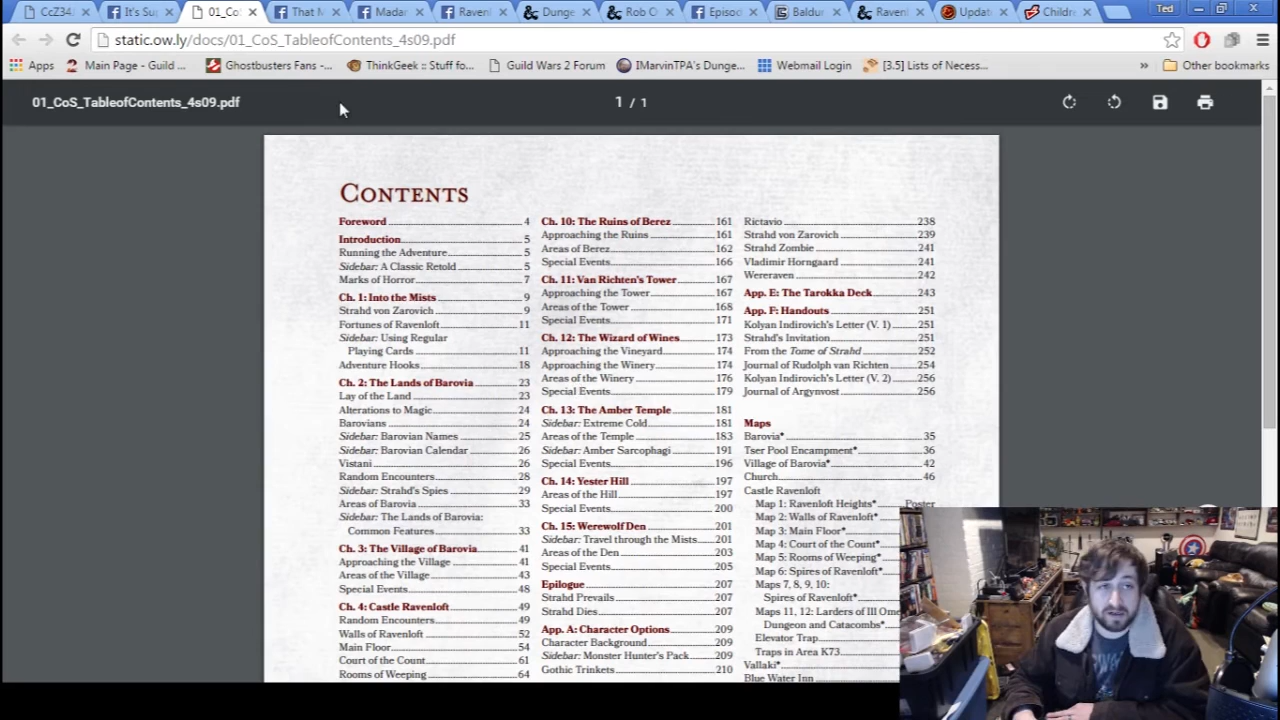 CcZ34.
It's Su
01_Co
That M
Madar
Raven
Dunge
Rob C
Episod
Baldur
Raven
Updat
Childre
Ted
static.ow.ly/docs/01_CoS_TableofContents_4s09.pdf
Apps
Main Page - Guild ...
Ghostbusters Fans -...
ThinkGeek :: Stuff fo...
Guild Wars 2 Forum
IMarvinTPA's Dunge...
Webmail Login
[3.5] Lists of Necess...
»
Other bookmarks
01_CoS_TableofContents_4s09.pdf
1 / 1
CONTENTS
Foreword 4
Introduction 5
Running the Adventure 5
Sidebar: A Classic Retold 5
Marks of Horror 7
Ch. 1: Into the Mists 9
Strahd von Zarovich 9
Fortunes of Ravenloft 11
Sidebar: Using Regular
Playing Cards 11
Adventure Hooks 18
Ch. 2: The Lands of Barovia 23
Lay of the Land 23
Alterations to Magic 24
Barovians 24
Sidebar: Barovian Names 25
Sidebar: Barovian Calendar 26
Vistani 26
Random Encounters 28
Sidebar: Strahd's Spies 29
Areas of Barovia 33
Sidebar: The Lands of Barovia:
Common Features 33
Ch. 3: The Village of Barovia 41
Approaching the Village 41
Areas of the Village 43
Special Events 48
Ch. 4: Castle Ravenloft 49
Random Encounters 49
Walls of Ravenloft 52
Main Floor 54
Court of the Count 61
Rooms of Weeping 64
Ch. 10: The Ruins of Berez 161
Approaching the Ruins 161
Areas of Berez 162
Special Events 166
Ch. 11: Van Richten's Tower 167
Approaching the Tower 167
Areas of the Tower 168
Special Events 171
Ch. 12: The Wizard of Wines 173
Approaching the Vineyard 174
Approaching the Winery 174
Areas of the Winery 176
Special Events 179
Ch. 13: The Amber Temple 181
Sidebar: Extreme Cold 181
Areas of the Temple 183
Sidebar: Amber Sarcophagi 191
Special Events 196
Ch. 14: Yester Hill 197
Areas of the Hill 197
Special Events 200
Ch. 15: Werewolf Den 201
Sidebar: Travel through the Mists 201
Areas of the Den 203
Special Events 205
Epilogue 207
Strahd Prevails 207
Strahd Dies 207
App. A: Character Options 209
Character Background 209
Sidebar: Monster Hunter's Pack 209
Gothic Trinkets 210
Rictavio 238
Strahd von Zarovich 239
Strahd Zombie 241
Vladimir Horngaard 241
Wereraven 242
App. E: The Tarokka Deck 243
App. F: Handouts 251
Kolyan Indirovich's Letter (V. 1) 251
Strahd's Invitation 251
From the Tome of Strahd 252
Journal of Rudolph van Richten 254
Kolyan Indirovich's Letter (V. 2) 256
Journal of Argynvost 256
Maps
Barovia* 35
Tser Pool Encampment* 36
Village of Barovia* 42
Church 46
Castle Ravenloft
Map 1: Ravenloft Heights* Poster
Map 2: Walls of Ravenloft*
Map 3: Main Floor*
Map 4: Court of the Count*
Map 5: Rooms of Weeping*
Map 6: Spires of Ravenloft*
Maps 7, 8, 9, 10:
Spires of Ravenloft*
Maps 11, 12: Larders of Ill Ome
Dungeon and Catacombs*
Elevator Trap
Traps in Area K73
Vallaki*
Blue Water Inn